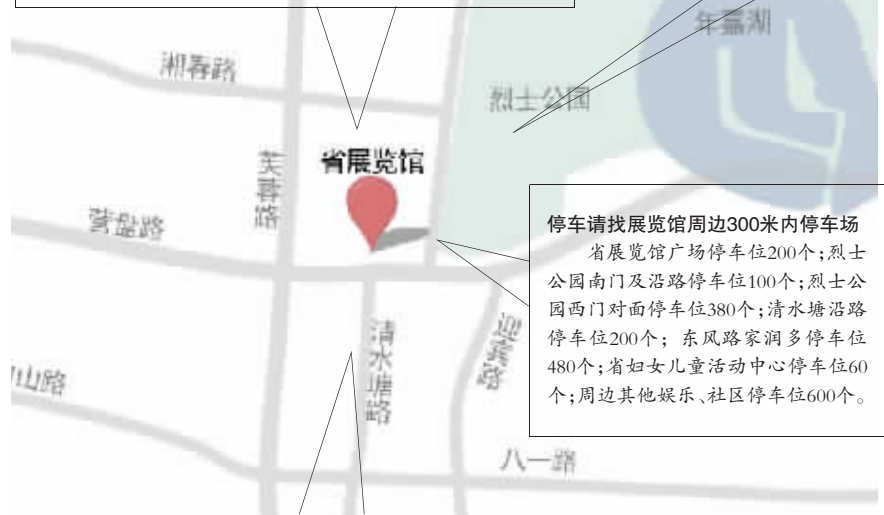 年嘉湖
湘春路
烈士公园
省展览馆
芙蓉路
营盘路
停车请找展览馆周边300米内停车场
省展览馆广场停车位200个；烈士
公园南门及沿路停车位100个；烈士公
园西门对面停车位380个；清水塘沿路
停车位200个；东风路家润多停车位
480个；省妇女儿童活动中心停车位60
个；周边其他娱乐、社区停车位600个。
清水塘路
迎宾路
山路
八一路